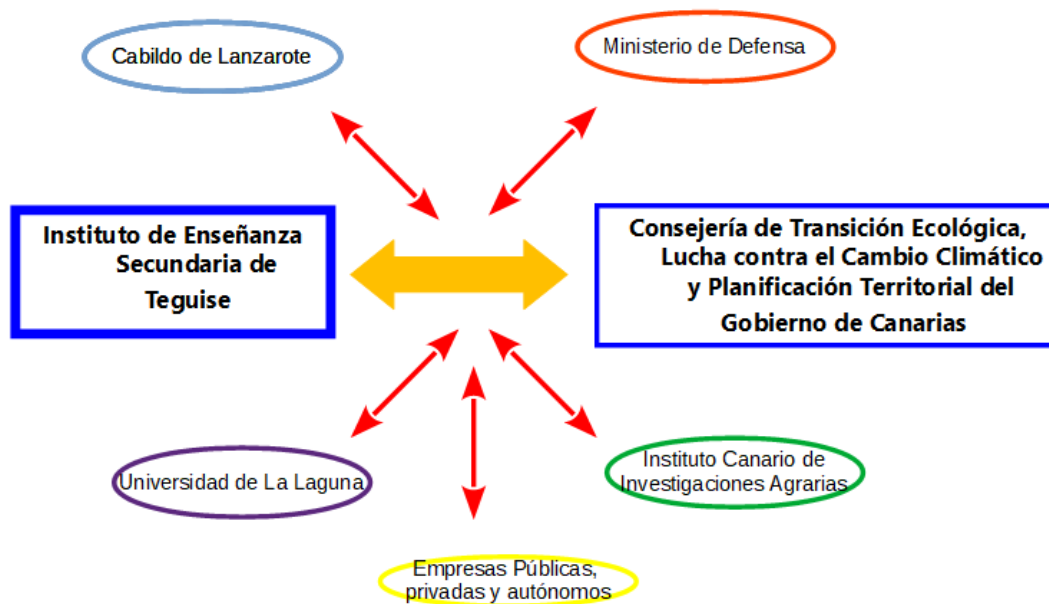 Cabildo de Lanzarote
Ministerio de Defensa
Instituto de Enseñanza
Secundaria de
Teguise
Consejería de Transición Ecológica,
Lucha contra el Cambio Climático
y Planificación Territorial del
Gobierno de Canarias
Universidad de La Laguna
Instituto Canario de
Investigaciones Agrarias
Empresas Públicas,
privadas y autónomos